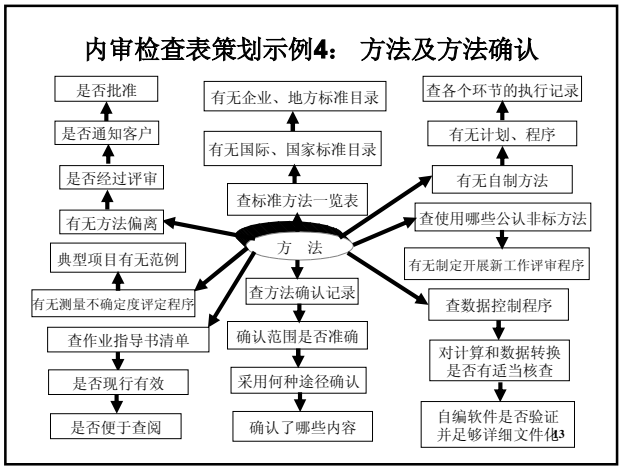 内审检查表策划示例4： 方法及方法确认
是否批准
是否通知客户
是否经过评审
有无方法偏离
有无企业、地方标准目录
有无国际、国家标准目录
查标准方法一览表
查各个环节的执行记录
有无计划、程序
有无自制方法
查使用哪些公认非标方法
有无制定开展新工作评审程序
方 法
典型项目有无范例
有无测量不确定度评定程序
查作业指导书清单
是否现行有效
是否便于查阅
查方法确认记录
确认范围是否准确
采用何种途径确认
确认了哪些内容
查数据控制程序
对计算和数据转换
是否有适当核查
自编软件是否验证
并足够详细文件化
13